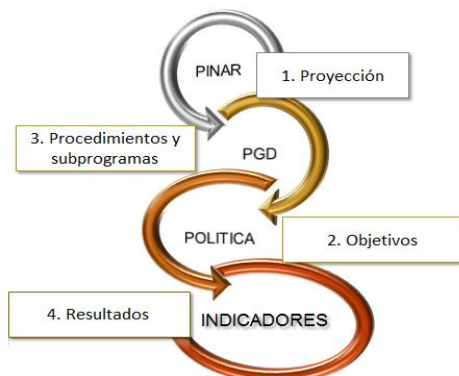 PINAR
1. Proyección
3. Procedimientos y
subprogramas
PGD
POLITICA
2. Objetivos
4. Resultados
INDICADORES